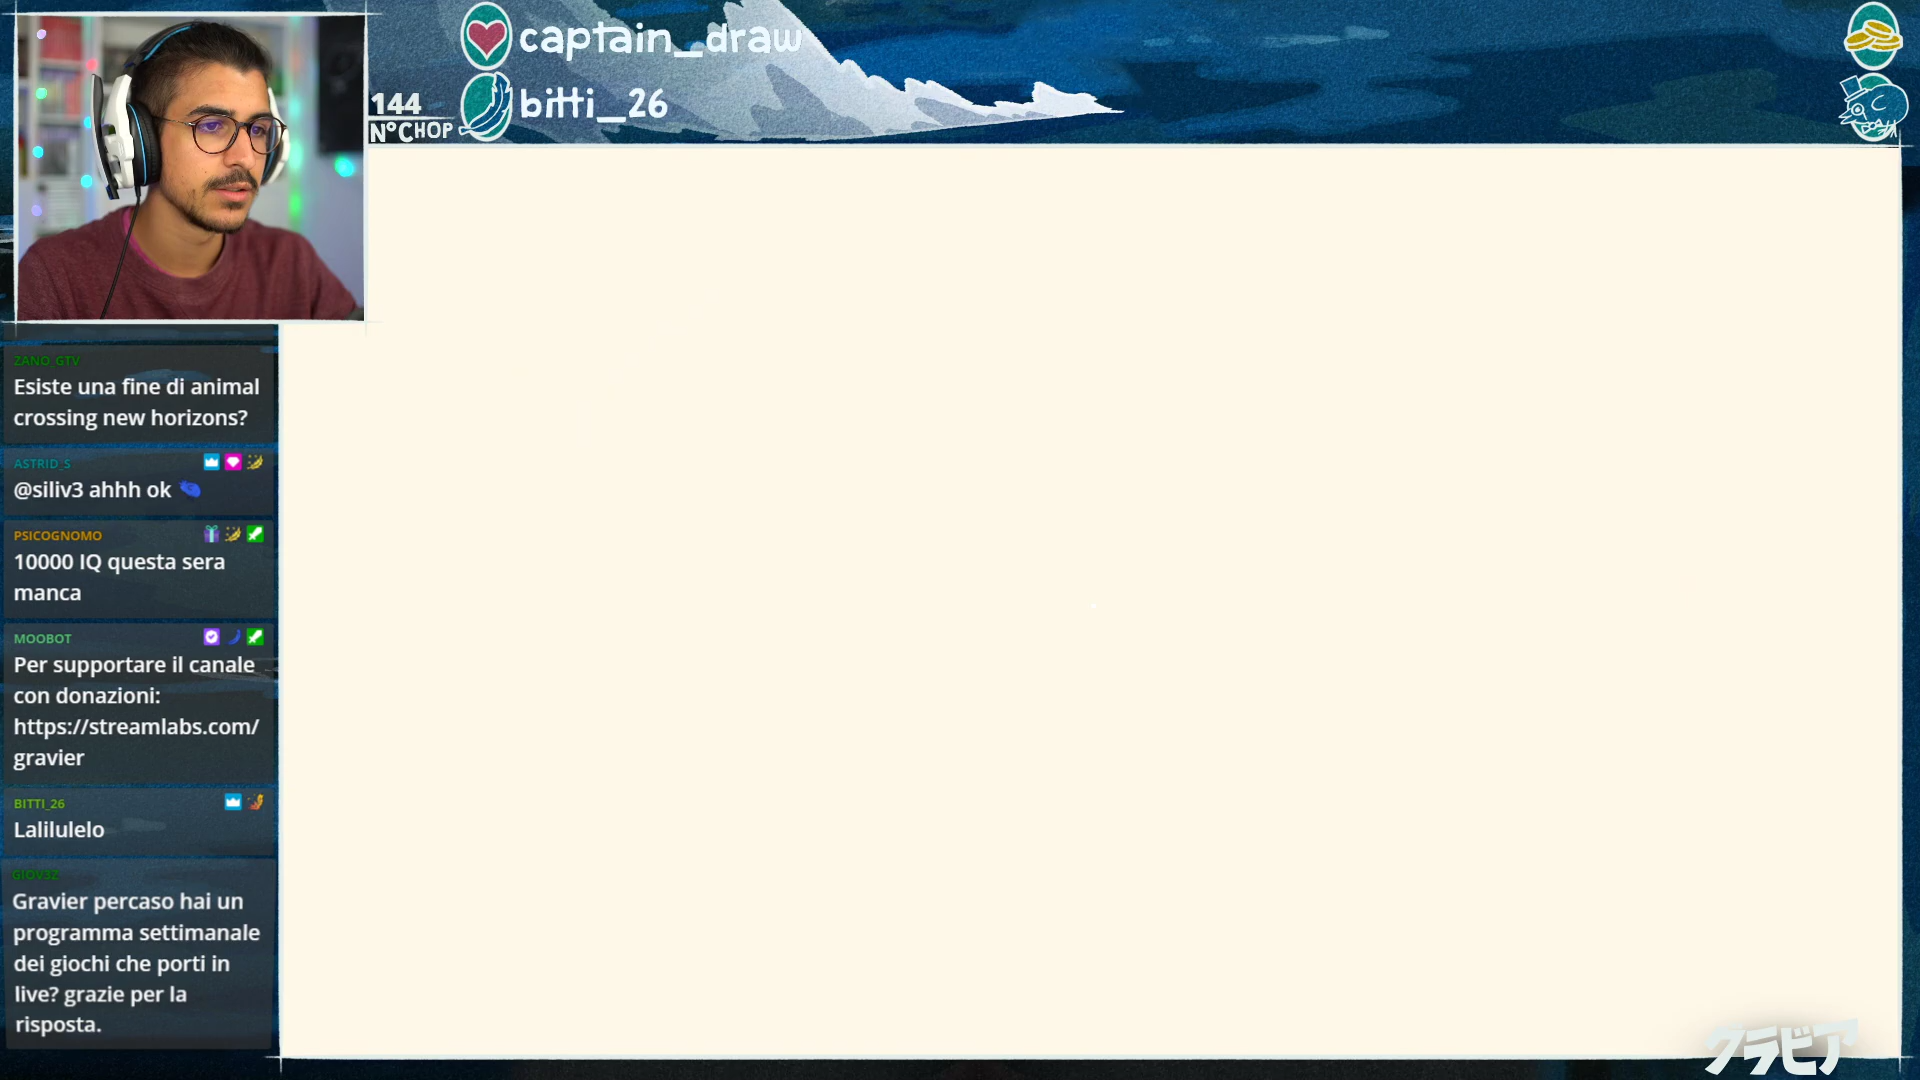 captain_draw
144
N°CHOP
bitti_26
ZANO_GTV
Esiste una fine di animal
crossing new horizons?
ASTRID_S
@siliv3 ahhh ok
PSICOGNOMO
10000 IQ questa sera
manca
MOOBOT
Per supportare il canale
con donazioni:
https://streamlabs.com/
gravier
BITTI_26
Lalilulelo
GIOV3Z
Gravier percaso hai un
programma settimanale
dei giochi che porti in
live? grazie per la
risposta.
クラビア